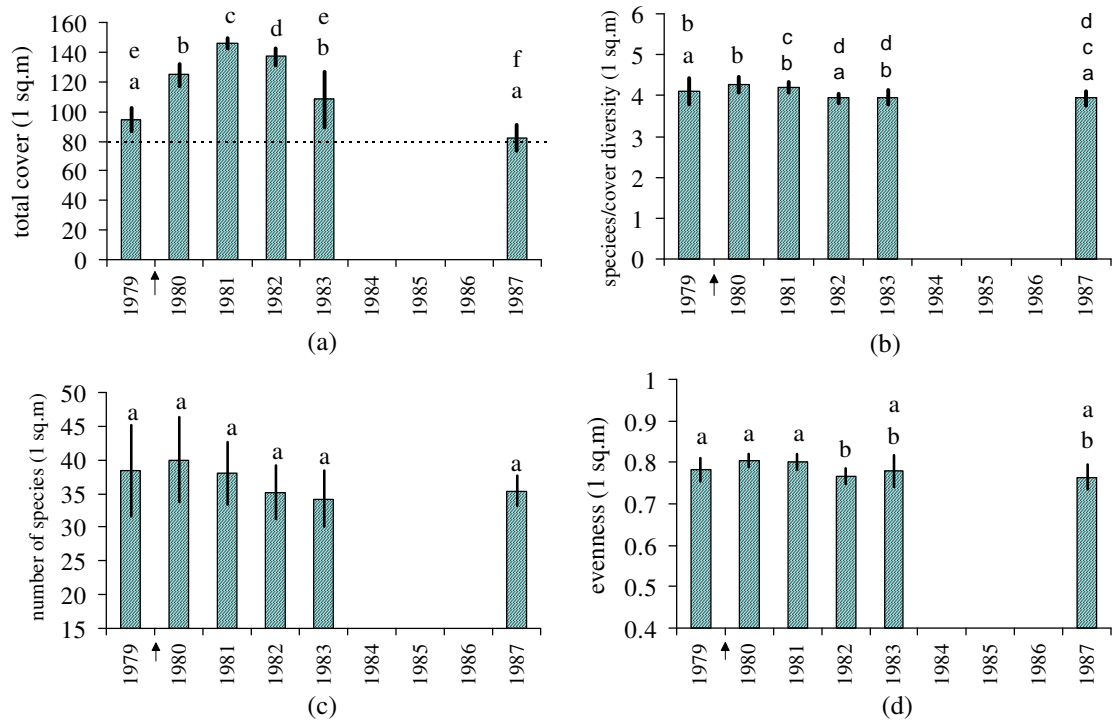 total cover (1 sq.m)
160
140
120
100
80
60
40
20
0
e
a
b
c
d
e
b
f
a
1979
1980
1981
1982
1983
1984
1985
1986
1987
(a)
speciees/cover diversity (1 sq.m)
6
5
4
3
2
1
0
b
a
b
c
b
d
a
d
b
d
c
a
1979
1980
1981
1982
1983
1984
1985
1986
1987
(b)
number of species (1 sq.m)
50
45
40
35
30
25
20
15
a
a
a
a
a
a
1979
1980
1981
1982
1983
1984
1985
1986
1987
(c)
evenness (1 sq.m)
1
0.9
0.8
0.7
0.6
0.5
0.4
a
a
a
b
a
b
a
b
1979
1980
1981
1982
1983
1984
1985
1986
1987
(d)